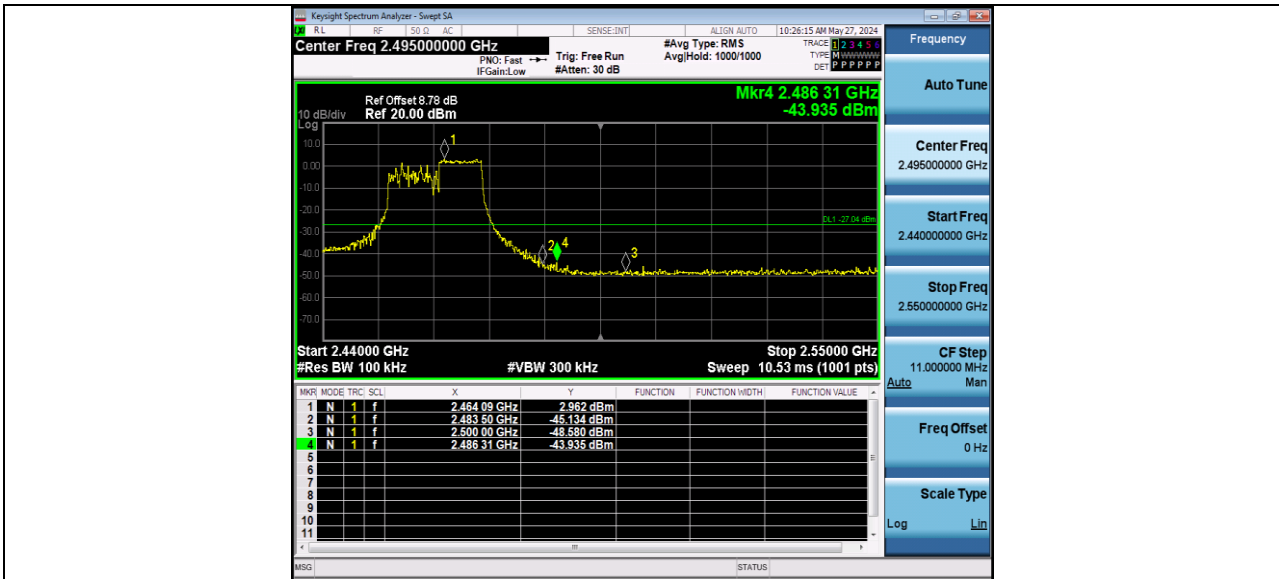 Keysight Spectrum Analyzer - Swept SA
RL RF 50 Ω AC SENSE:INT ALIGN AUTO 10:26:15 AM May 27, 2024
Center Freq 2.495000000 GHz #Avg Type: RMS TRACE 1 2 3 4 5 6
PNO: Fast Trig: Free Run Avg|Hold: 1000/1000 TYPE M WWWWW
IFGain:Low #Atten: 30 dB DET P P P P P P
Mkr4 2.486 31 GHz
-43.935 dBm
Ref Offset 8.78 dB
10 dB/div Ref 20.00 dBm
Log
10.0
0.00
-10.0
-20.0
-30.0
-40.0
-50.0
-60.0
-70.0
1
2
4
3
DL1 -27.04 dBm
Start 2.44000 GHz Stop 2.55000 GHz
#Res BW 100 kHz #VBW 300 kHz Sweep 10.53 ms (1001 pts)
MKR MODE TRC SCL X Y FUNCTION FUNCTION WIDTH FUNCTION VALUE
1 N 1 f 2.464 09 GHz 2.962 dBm
2 N 1 f 2.483 50 GHz -45.134 dBm
3 N 1 f 2.500 00 GHz -48.580 dBm
4 N 1 f 2.486 31 GHz -43.935 dBm
5
6
7
8
9
10
11
MSG STATUS
Frequency
Auto Tune
Center Freq
2.495000000 GHz
Start Freq
2.440000000 GHz
Stop Freq
2.550000000 GHz
CF Step
11.000000 MHz
Auto Man
Freq Offset
0 Hz
Scale Type
Log Lin